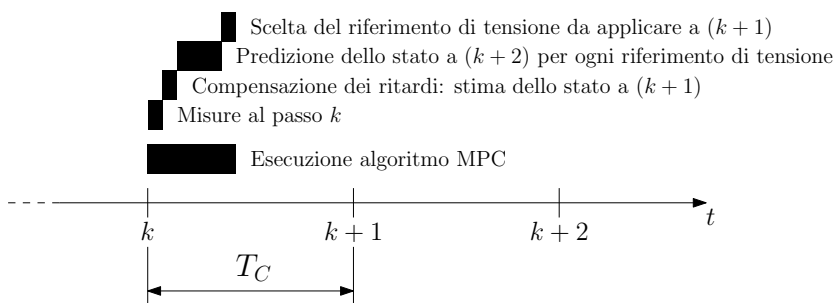 Scelta del riferimento di tensione da applicare a (k + 1)
Predizione dello stato a (k + 2) per ogni riferimento di tensione
Compensazione dei ritardi: stima dello stato a (k + 1)
Misure al passo k
Esecuzione algoritmo MPC
t
k
k + 1
k + 2
T_C